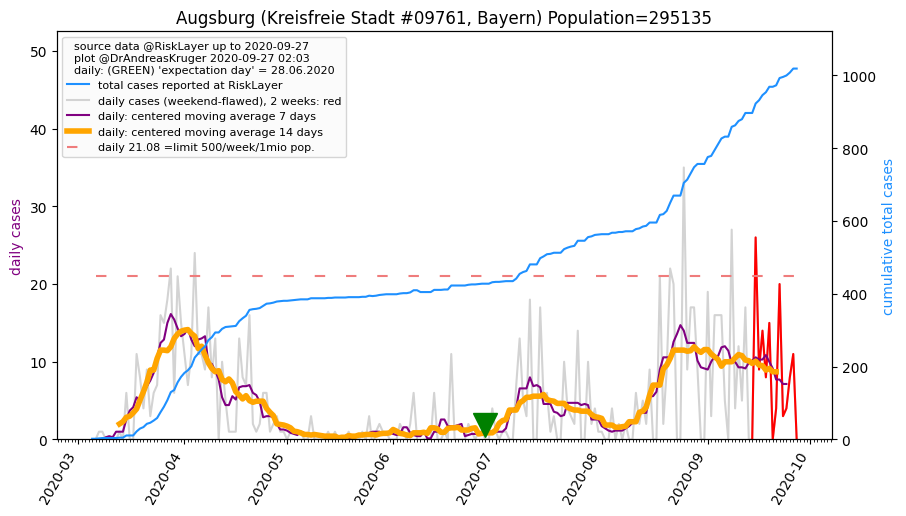 Augsburg (Kreisfreie Stadt #09761, Bayern) Population=295135
source data @RiskLayer up to 2020-09-27
plot @DrAndreasKruger 2020-09-27 02:03
daily: (GREEN) 'expectation day' = 28.06.2020
total cases reported at RiskLayer
daily cases (weekend-flawed), 2 weeks: red
daily: centered moving average 7 days
daily: centered moving average 14 days
daily 21.08 =limit 500/week/1mio pop.
daily cases
50
40
30
20
10
0
cumulative total cases
1000
800
600
400
200
0
2020-03
2020-04
2020-05
2020-06
2020-07
2020-08
2020-09
2020-10